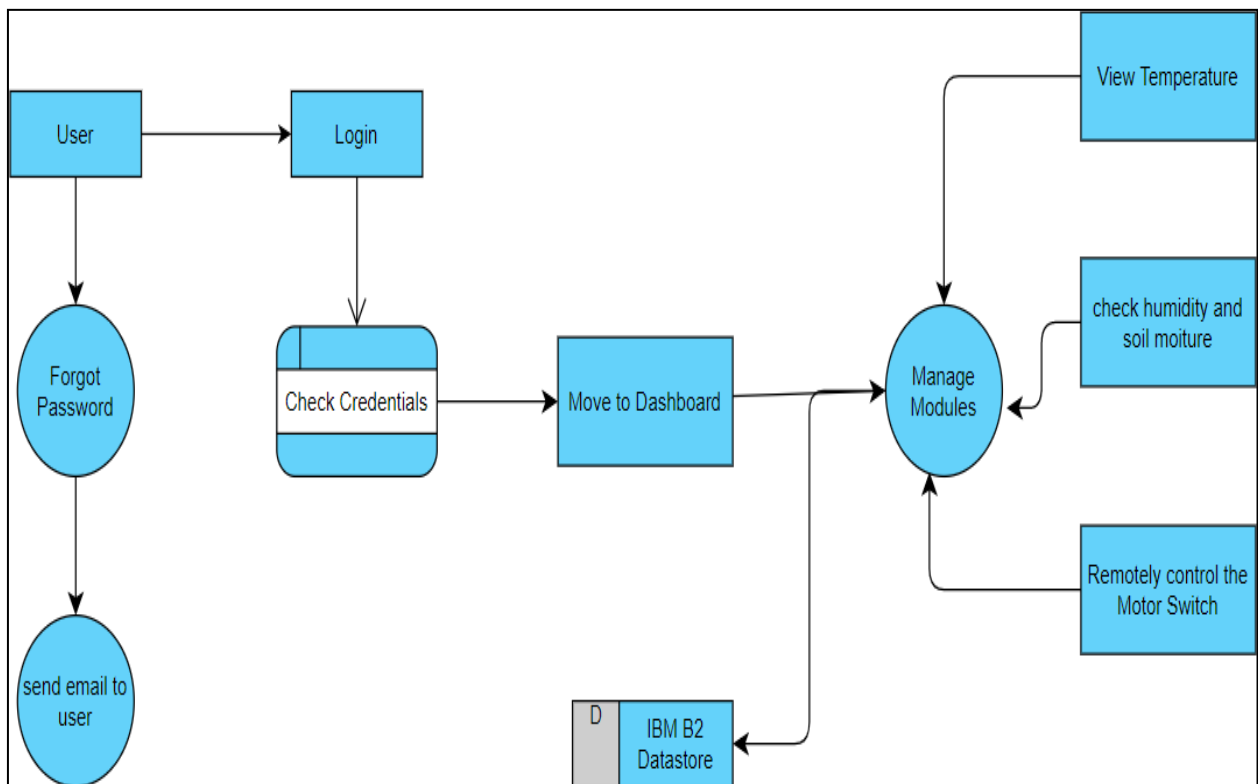 User
Login
View Temperature
check humidity and
soil moiture
Forgot
Password
Check Credentials
Move to Dashboard
Manage
Modules
Remotely control the
Motor Switch
send email to
user
D
IBM B2
Datastore